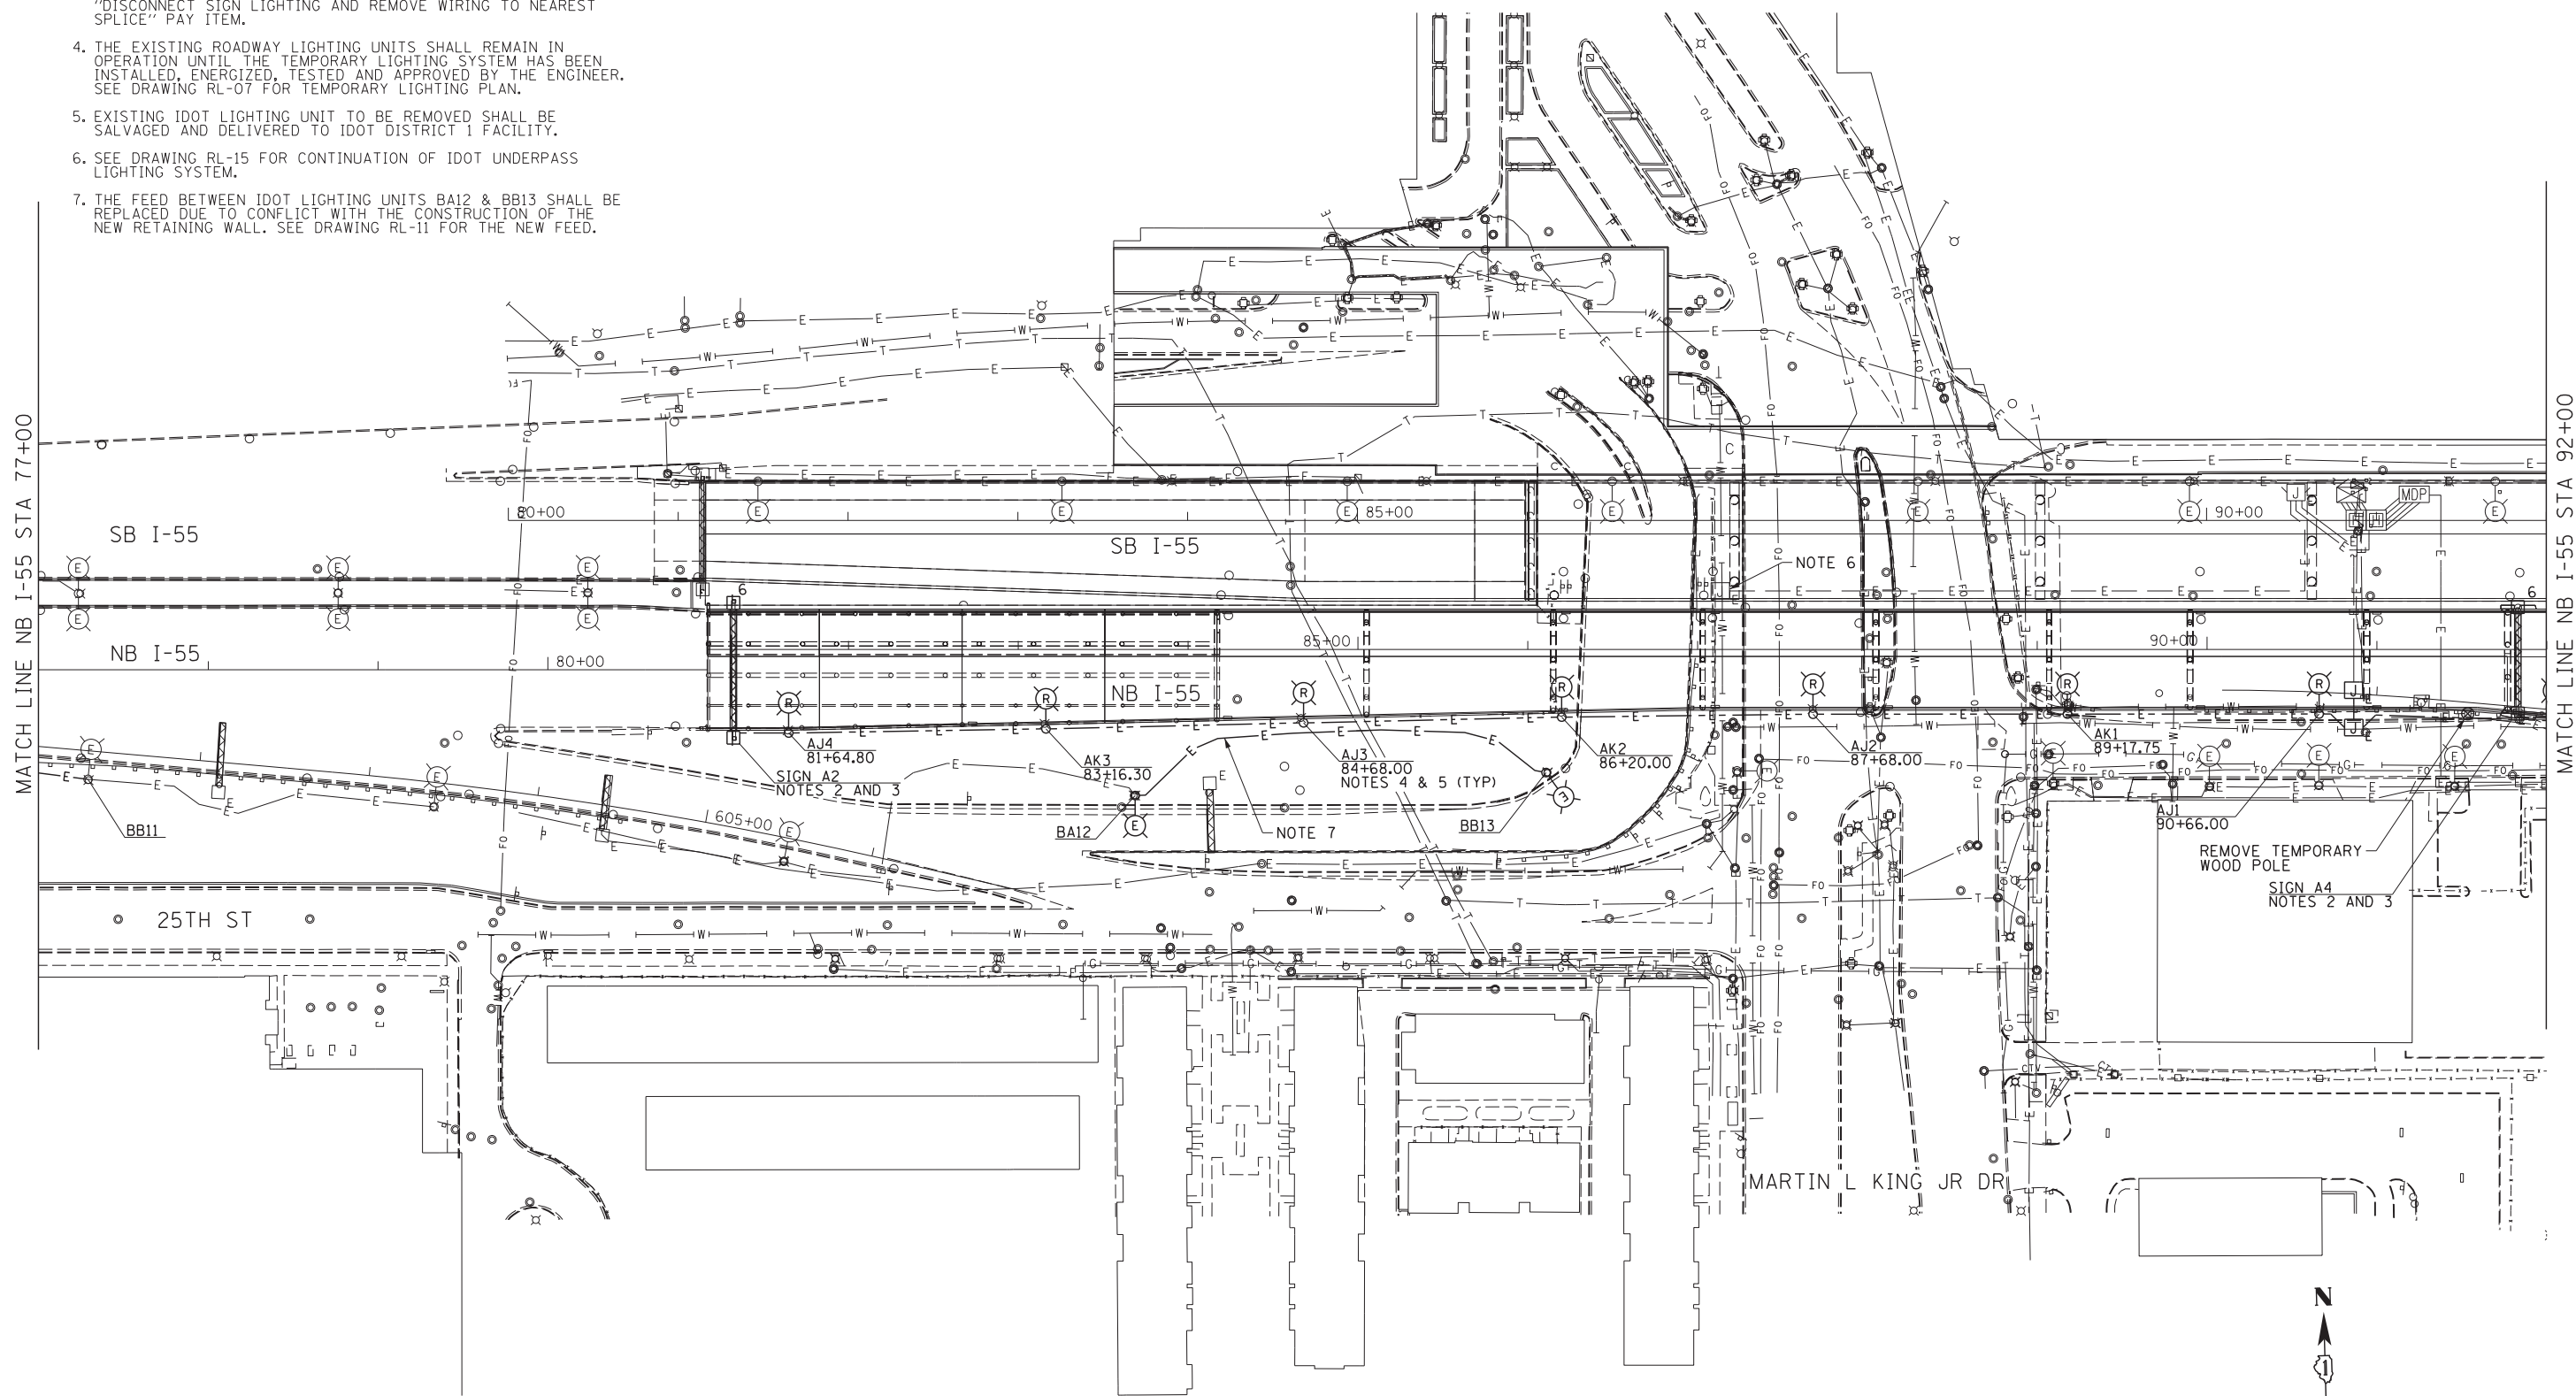 "DISCONNECT SIGN LIGHTING AND REMOVE WIRING TO NEAREST
SPLICE" PAY ITEM.
4. THE EXISTING ROADWAY LIGHTING UNITS SHALL REMAIN IN
OPERATION UNTIL THE TEMPORARY LIGHTING SYSTEM HAS BEEN
INSTALLED, ENERGIZED, TESTED AND APPROVED BY THE ENGINEER.
SEE DRAWING RL-07 FOR TEMPORARY LIGHTING PLAN.
5. EXISTING IDOT LIGHTING UNIT TO BE REMOVED SHALL BE
SALVAGED AND DELIVERED TO IDOT DISTRICT 1 FACILITY.
6. SEE DRAWING RL-15 FOR CONTINUATION OF IDOT UNDERPASS
LIGHTING SYSTEM.
7. THE FEED BETWEEN IDOT LIGHTING UNITS BA12 & BB13 SHALL BE
REPLACED DUE TO CONFLICT WITH THE CONSTRUCTION OF THE
NEW RETAINING WALL. SEE DRAWING RL-11 FOR THE NEW FEED.
MATCH LINE NB I-55 STA 77+00
MATCH LINE NB I-55 STA 92+00
MDP
80+00
85+00
90+00
SB I-55
SB I-55
NOTE 6
6
6
85+00
90+00
NB I-55
80+00
NB I-55
AJ4
81+64.80
AK3
83+16.30
AJ3
84+68.00
NOTES 4 & 5 (TYP)
AK2
86+20.00
AJ2
87+68.00
AK1
89+17.75
SIGN A2
NOTES 2 AND 3
AJ1
90+66.00
605+00
BB11
BA12
NOTE 7
BB13
REMOVE TEMPORARY
WOOD POLE
SIGN A4
NOTES 2 AND 3
25TH ST
CTV
MARTIN L KING JR DR
N
1